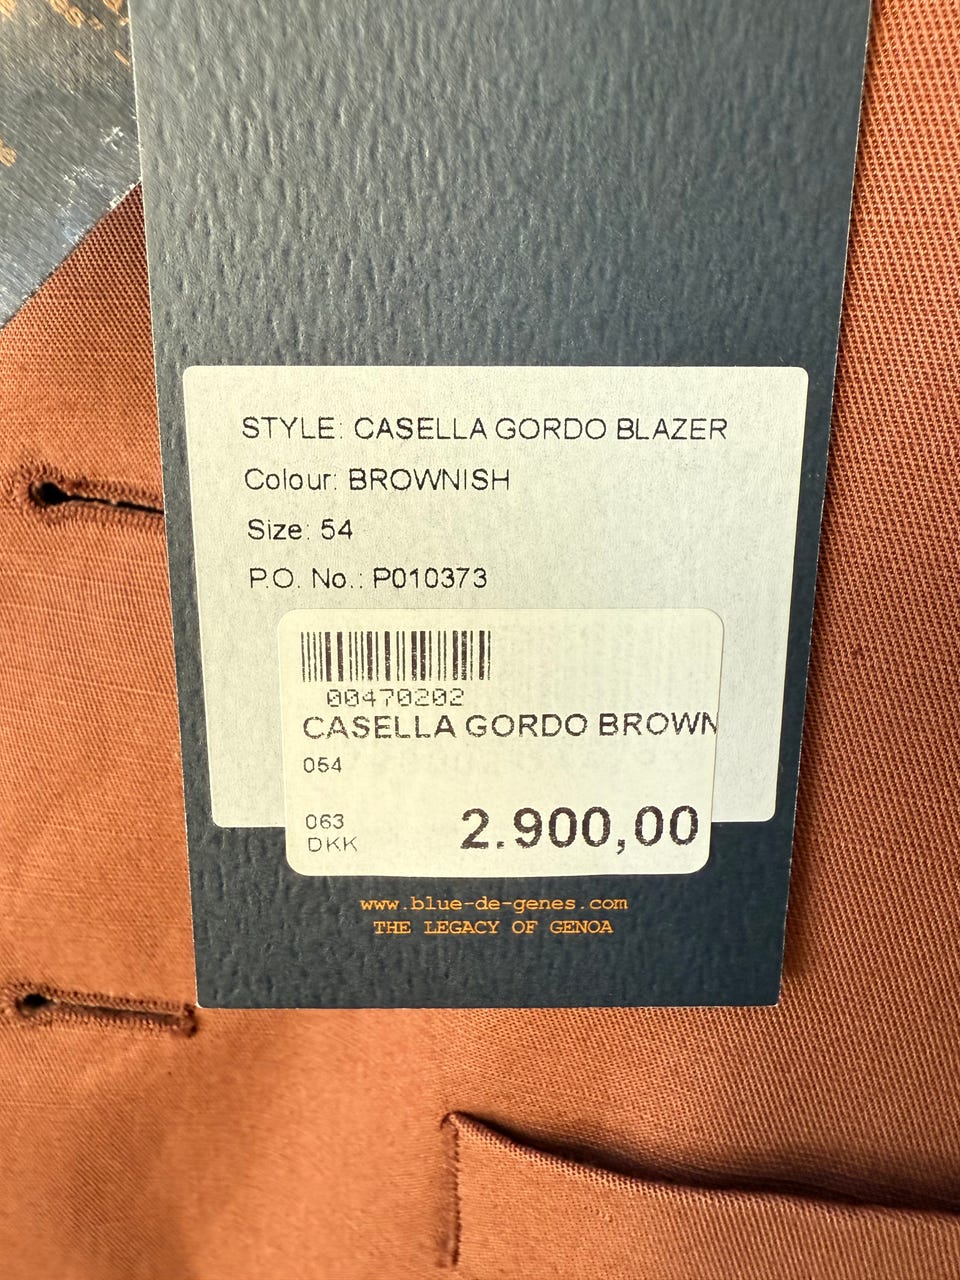 STYLE: CASELLA GORDO BLAZER
Colour: BROWNISH
Size: 54
P.O. No.: P010373
00470202
CASELLA GORDO BROWN
054
063
DKK
2.900,00
www.blue-de-genes.com
THE LEGACY OF GENOA